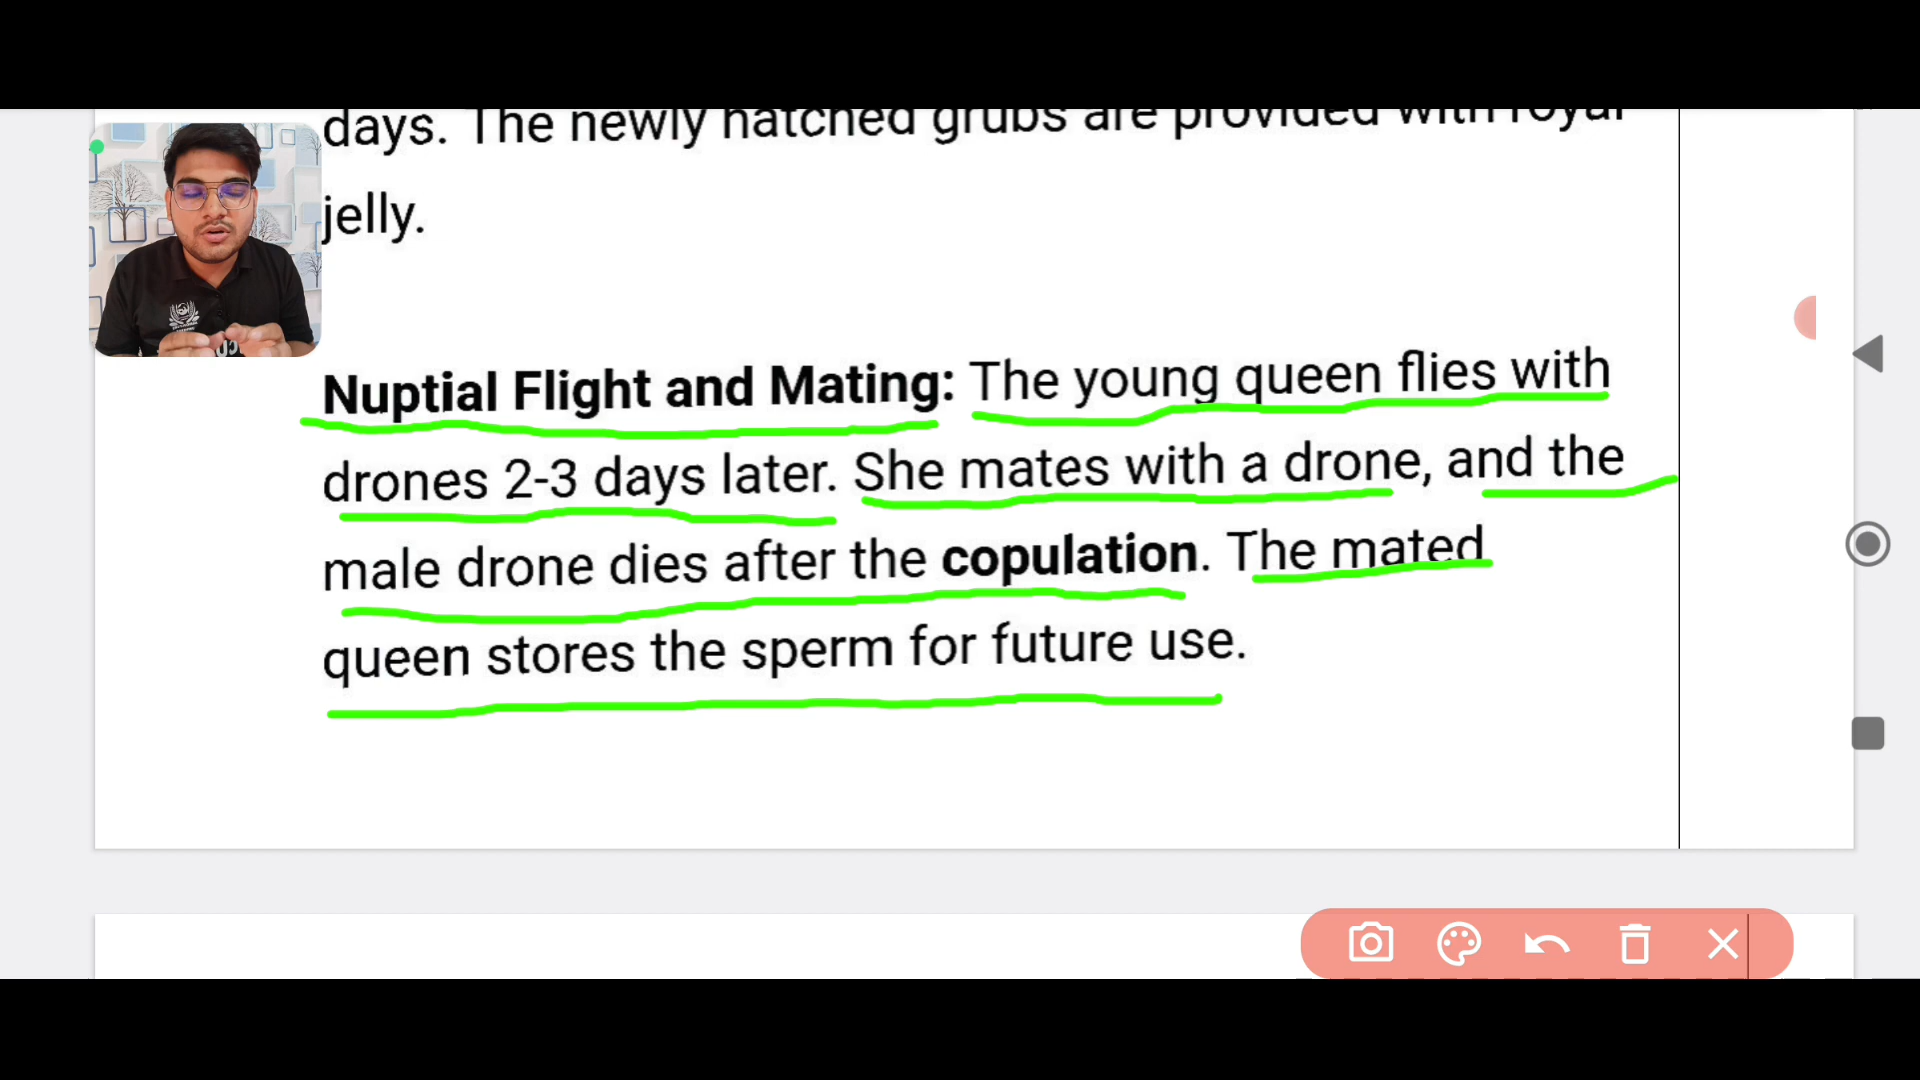 days. The newly hatched grubs are provided with royal
jelly.
Nuptial Flight and Mating: The young queen flies with
drones 2-3 days later. She mates with a drone, and the
male drone dies after the copulation. The mated
queen stores the sperm for future use.